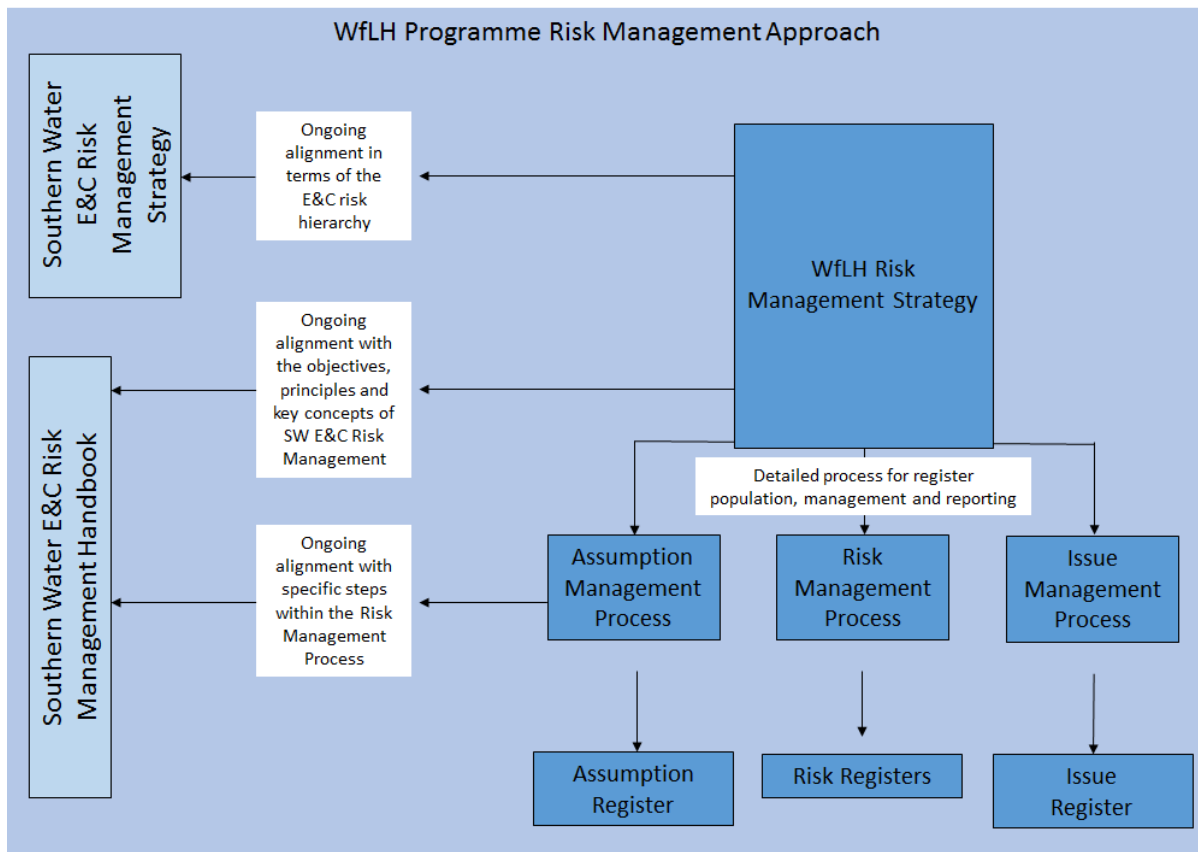 WfLH Programme Risk Management Approach
Southern Water
E&C Risk
Management
Strategy
Ongoing
alignment in
terms of the
E&C risk
hierarchy
WfLH Risk
Management Strategy
Southern Water E&C Risk
Management Handbook
Ongoing
alignment with
the objectives,
principles and
key concepts of
SW E&C Risk
Management
Detailed process for register
population, management and reporting
Ongoing
alignment with
specific steps
within the Risk
Management
Process
Assumption
Management
Process
Risk
Management
Process
Issue
Management
Process
Assumption
Register
Risk Registers
Issue
Register